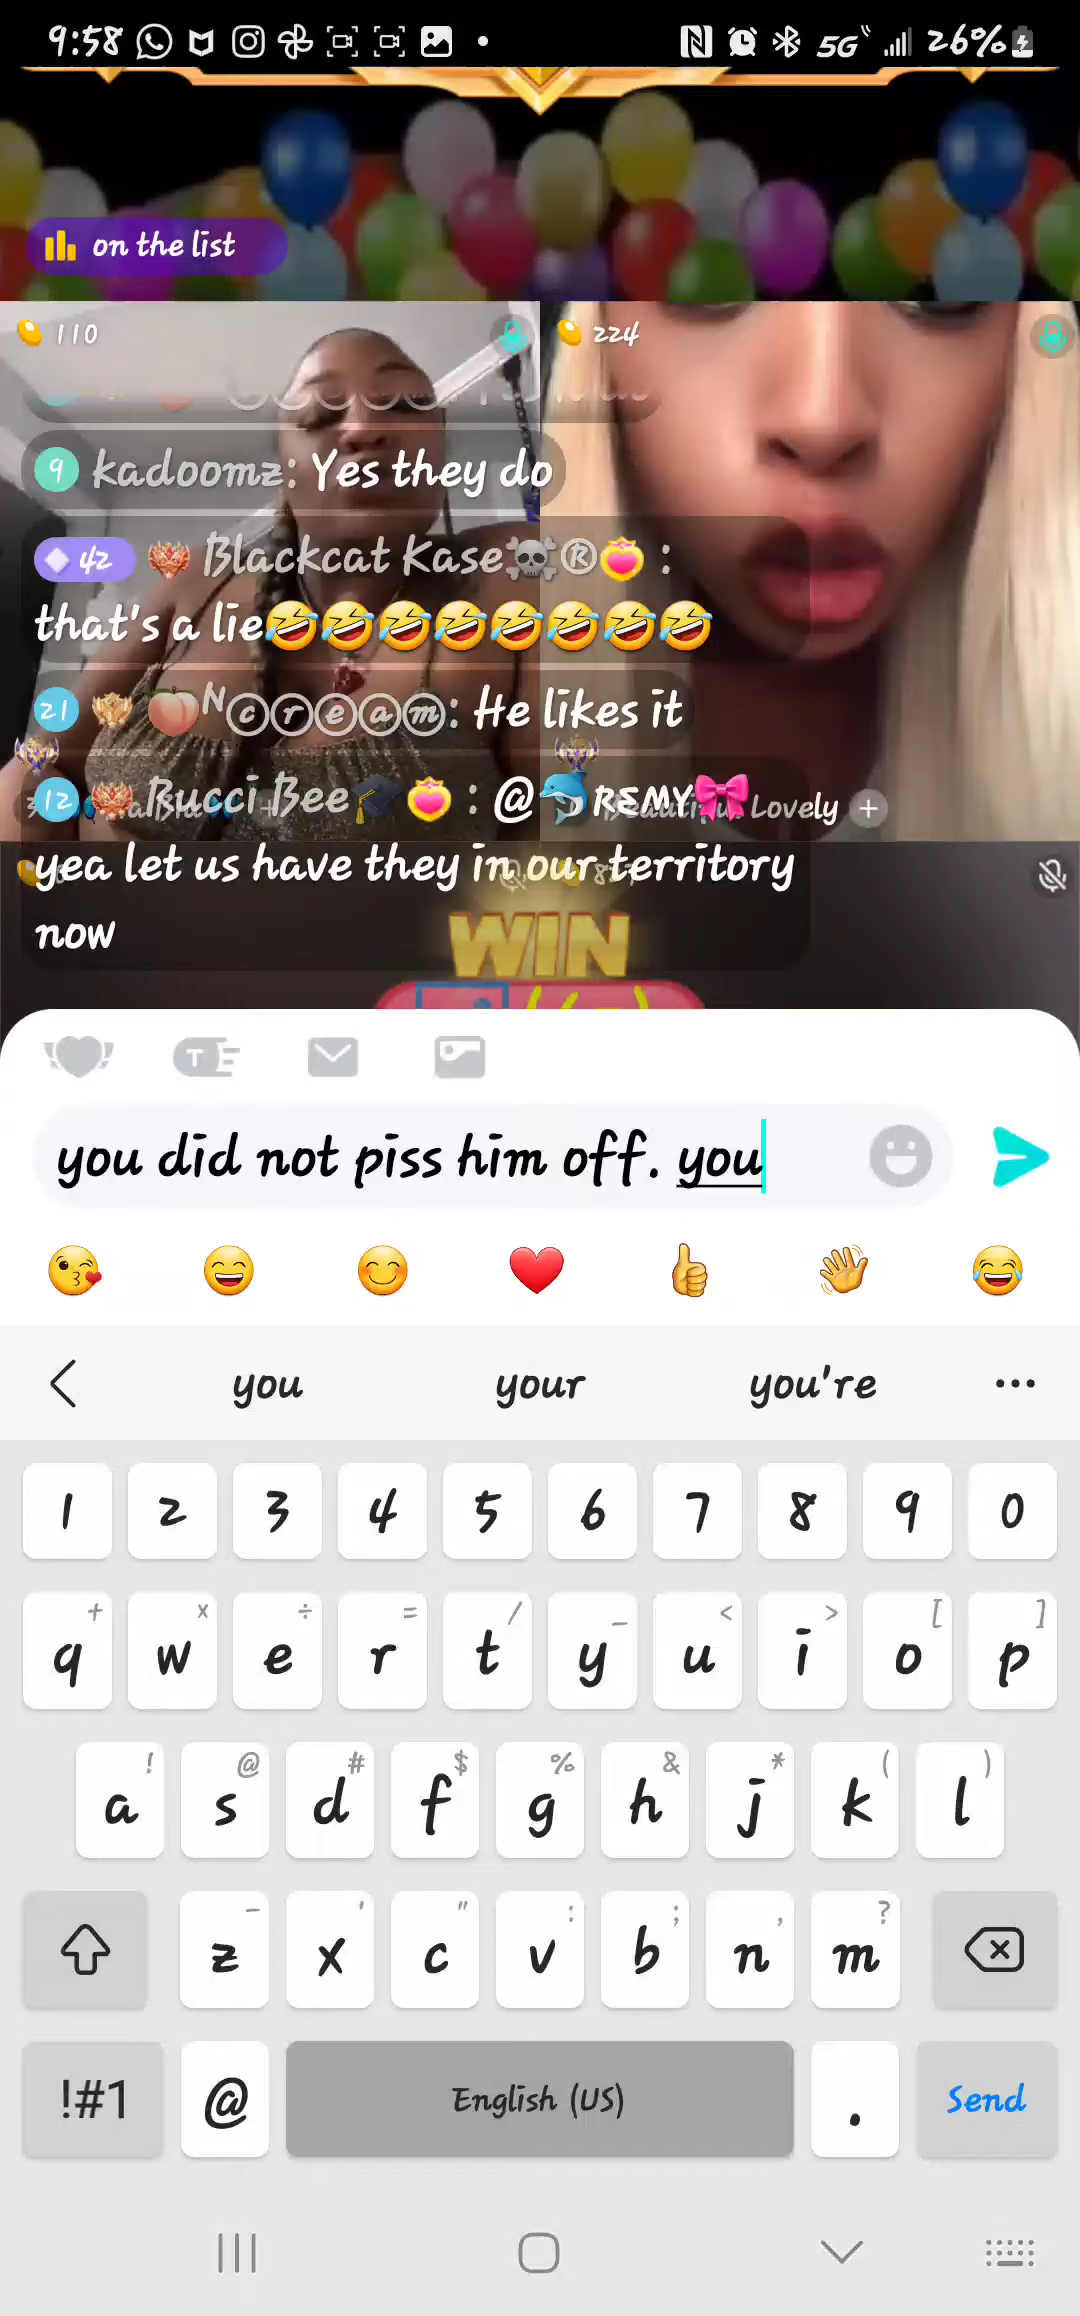 9:58
5G
26%
on the list
110
224
9 kadoomz: Yes they do
42 Blackcat Kase☠️®💝 :
that's a lie🤣🤣🤣🤣🤣🤣🤣🤣
21 🍑ᴺⓒⓡⓔⓐⓜ: He likes it
12 Bucci Bee🎓💝 : @🐬ʀᴇᴍʏ🎀
Lovely +
yea let us have they in our territory
now
WIN
T
you did not piss him off. you
😘 😄 😊 ❤️ 👍 👋 😂
you your you're ...
1 2 3 4 5 6 7 8 9 0
+ × ÷ = / _ < > [ ]
q w e r t y u i o p
! @ # $ % & * ( )
a s d f g h j k l
- ' " : ; , ?
z x c v b n m
!#1 @ English (US) . Send